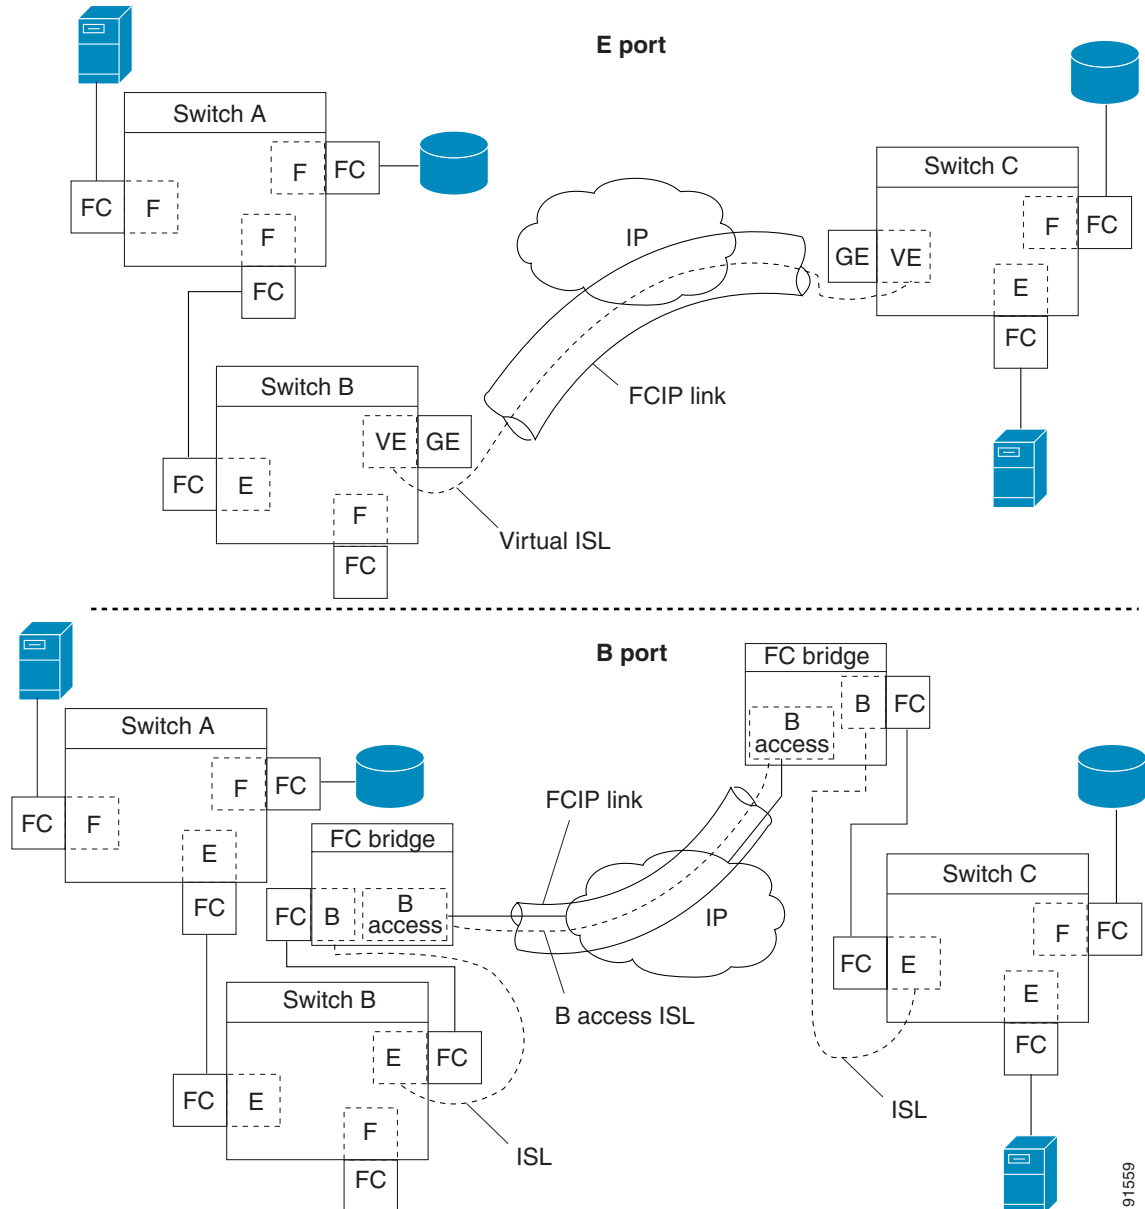 E port
Switch A
F
FC
FC
F
F
FC
Switch C
F
FC
IP
GE
VE
E
FC
FCIP link
Switch B
VE
GE
FC
E
F
FC
Virtual ISL
B port
FC bridge
B
FC
B
access
Switch A
F
FC
FC
F
E
FC
FCIP link
FC bridge
FC
B
B
access
IP
Switch C
F
FC
FC
E
E
FC
B access ISL
Switch B
E
FC
FC
E
F
FC
ISL
ISL
91559